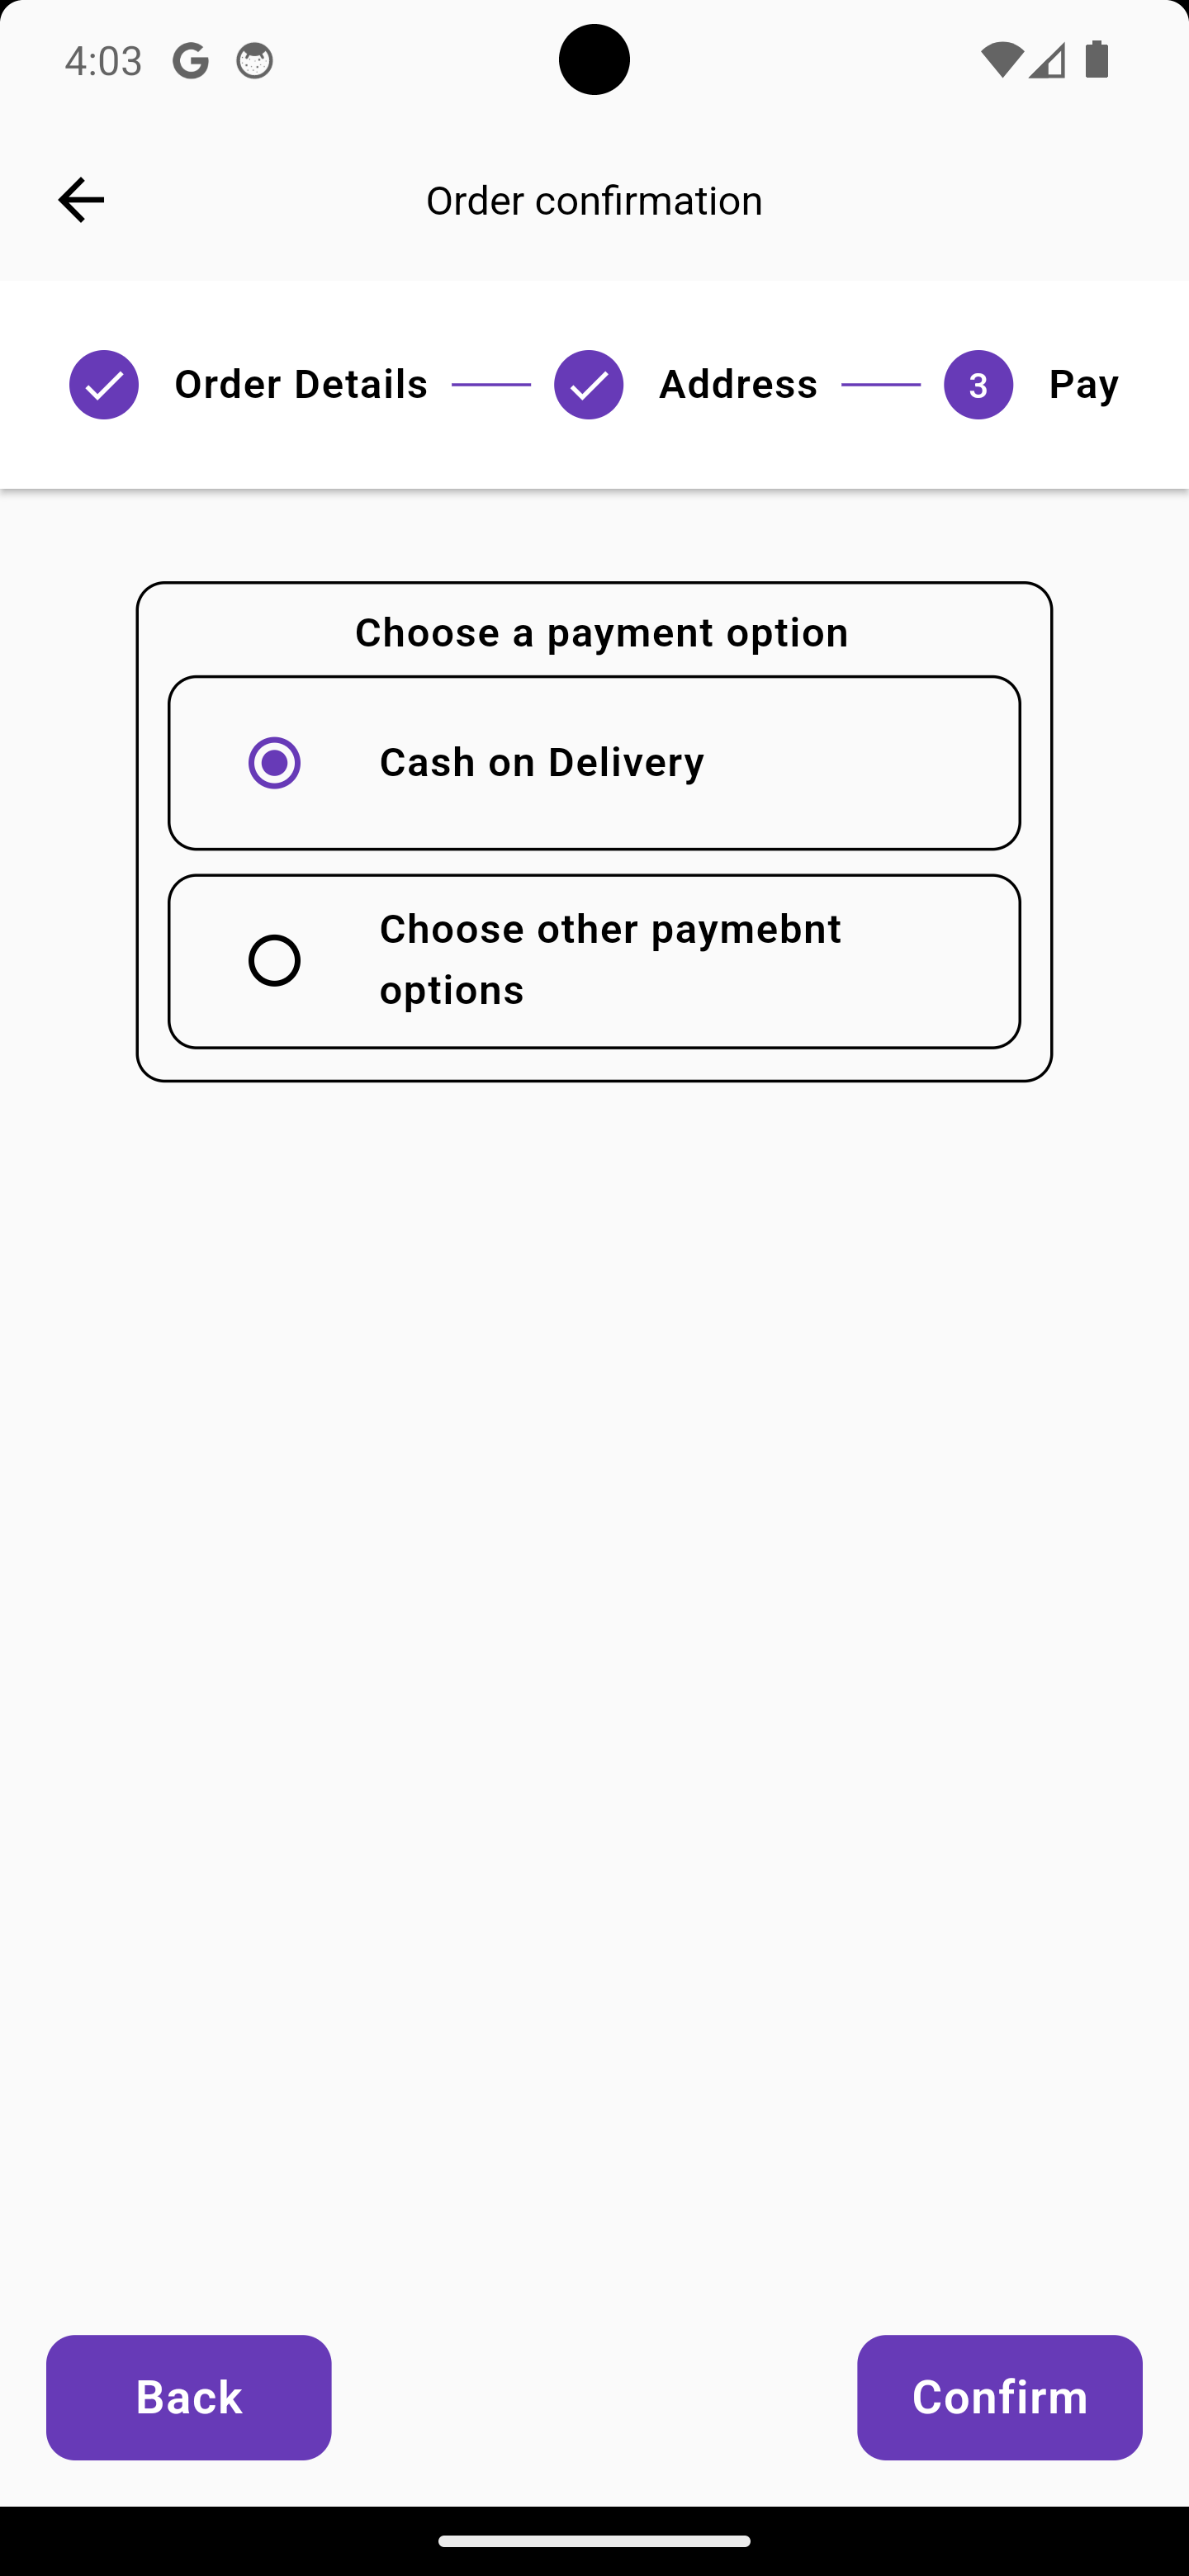 4:03
Order confirmation
Order Details
Address
3
Pay
Choose a payment option
Cash on Delivery
Choose other paymebnt
options
Back
Confirm